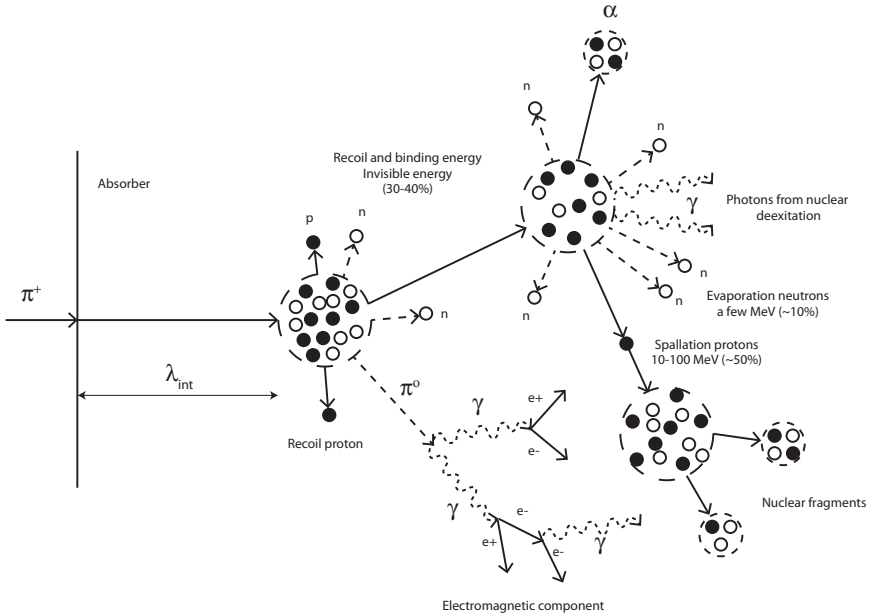 α
n
n
Recoil and binding energy
Invisible energy
(30-40%)
Absorber
γ
Photons from nuclear
deexitation
p
n
π+
n
n
n
n
Evaporation neutrons
a few MeV (~10%)
Spallation protons
10-100 MeV (~50%)
λint
π0
γ
e+
e-
Recoil proton
γ
e-
e+
e-
γ
Nuclear fragments
Electromagnetic component